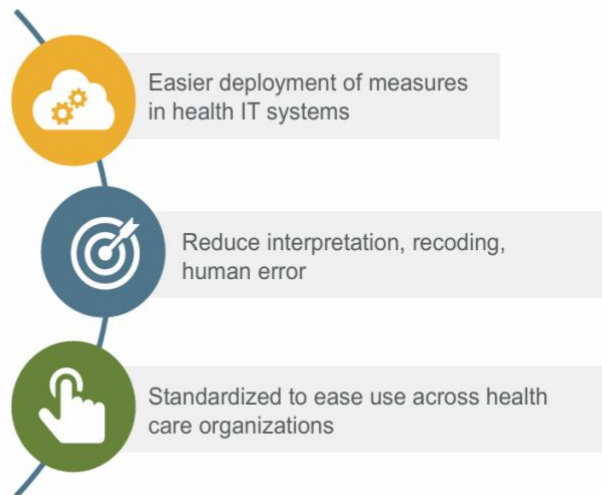 Easier deployment of measures
in health IT systems
Reduce interpretation, recoding,
human error
Standardized to ease use across health
care organizations